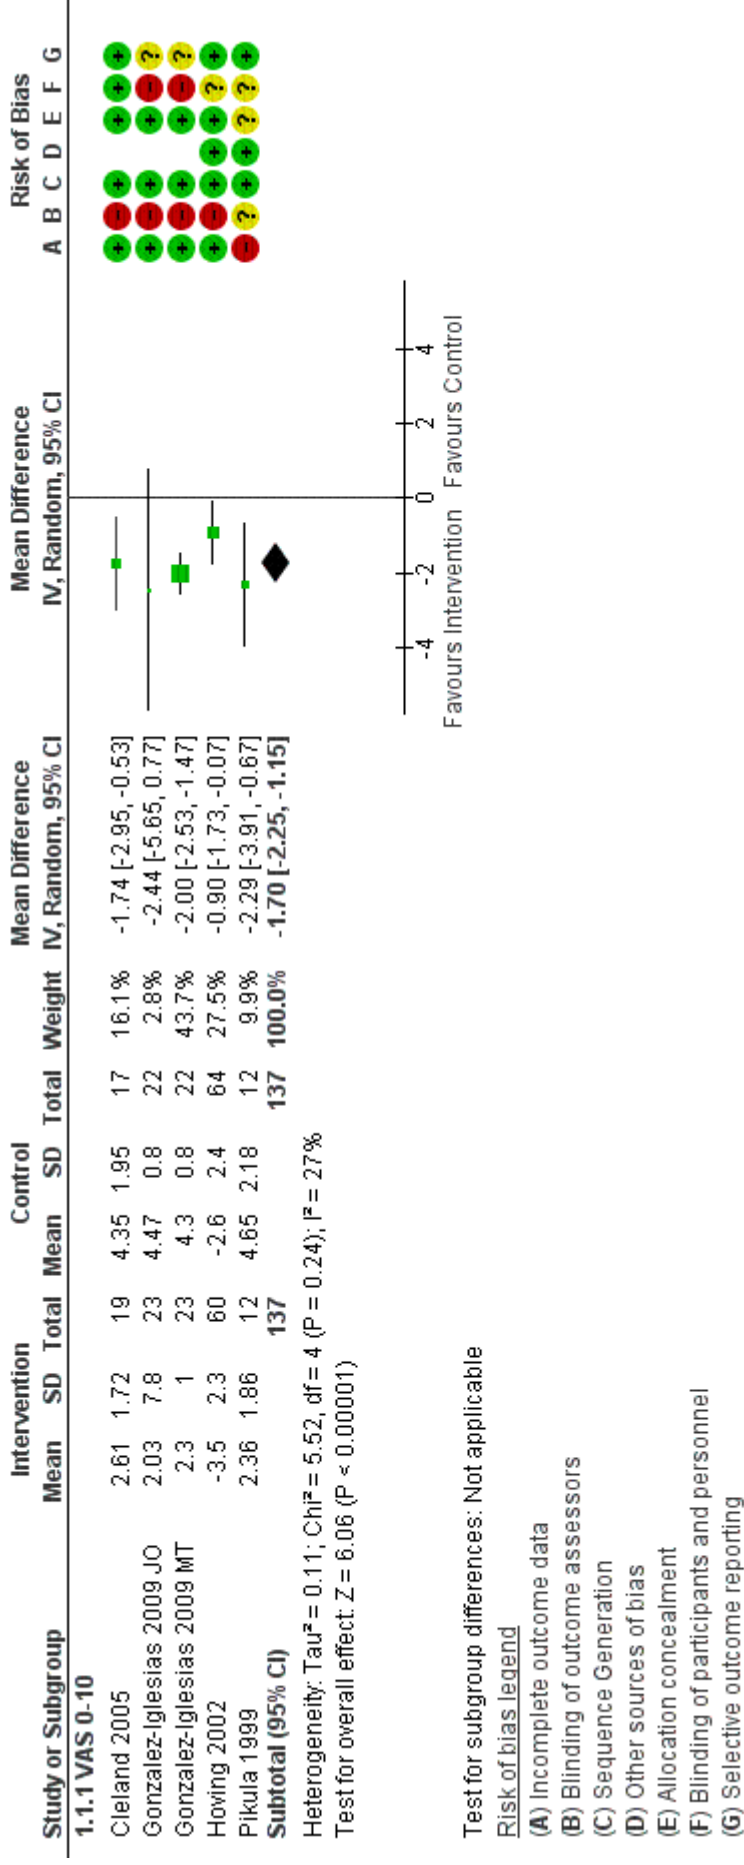 Intervention Control Mean Difference Mean Difference Risk of Bias
Study or Subgroup Mean SD Total Mean SD Total Weight IV, Random, 95% CI IV, Random, 95% CI A B C D E F G
1.1.1 VAS 0-10
Cleland 2005 2.61 1.72 19 4.35 1.95 17 16.1% -1.74 [-2.95, -0.53] + - + + + +
Gonzalez-Iglesias 2009 JO 2.03 7.8 23 4.47 0.8 22 2.8% -2.44 [-5.65, 0.77] + - + + - ?
Gonzalez-Iglesias 2009 MT 2.3 1 23 4.3 0.8 22 43.7% -2.00 [-2.53, -1.47] + - + + - ?
Hoving 2002 -3.5 2.3 60 -2.6 2.4 64 27.5% -0.90 [-1.73, -0.07] + - + + + ? +
Pikula 1999 2.36 1.86 12 4.65 2.18 12 9.9% -2.29 [-3.91, -0.67] - ? + + ? ? +
Subtotal (95% CI) 137 137 100.0% -1.70 [-2.25, -1.15]
Heterogeneity: Tau² = 0.11; Chi² = 5.52, df = 4 (P = 0.24); I² = 27%
Test for overall effect: Z = 6.06 (P < 0.00001)
-4 -2 0 2 4
Favours Intervention Favours Control
Test for subgroup differences: Not applicable
Risk of bias legend
(A) Incomplete outcome data
(B) Blinding of outcome assessors
(C) Sequence Generation
(D) Other sources of bias
(E) Allocation concealment
(F) Blinding of participants and personnel
(G) Selective outcome reporting